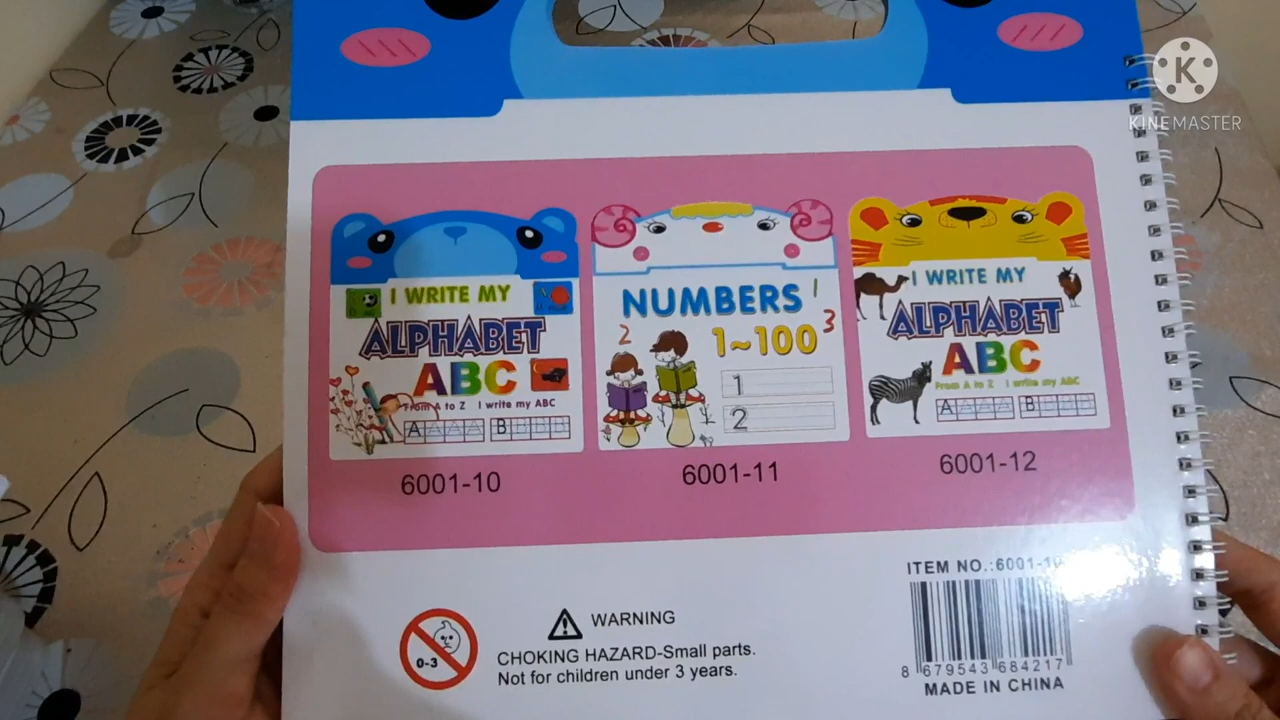 K
KINEMASTER
I WRITE MY
ALPHABET
ABC
From A to Z I write my ABC
A B
6001-10
NUMBERS
1
2
1~100
3
1
2
6001-11
I WRITE MY
ALPHABET
ABC
From A to Z I write my ABC
A B
6001-12
ITEM NO.:6001-1
8 679543 684217
MADE IN CHINA
0-3
WARNING
CHOKING HAZARD-Small parts.
Not for children under 3 years.